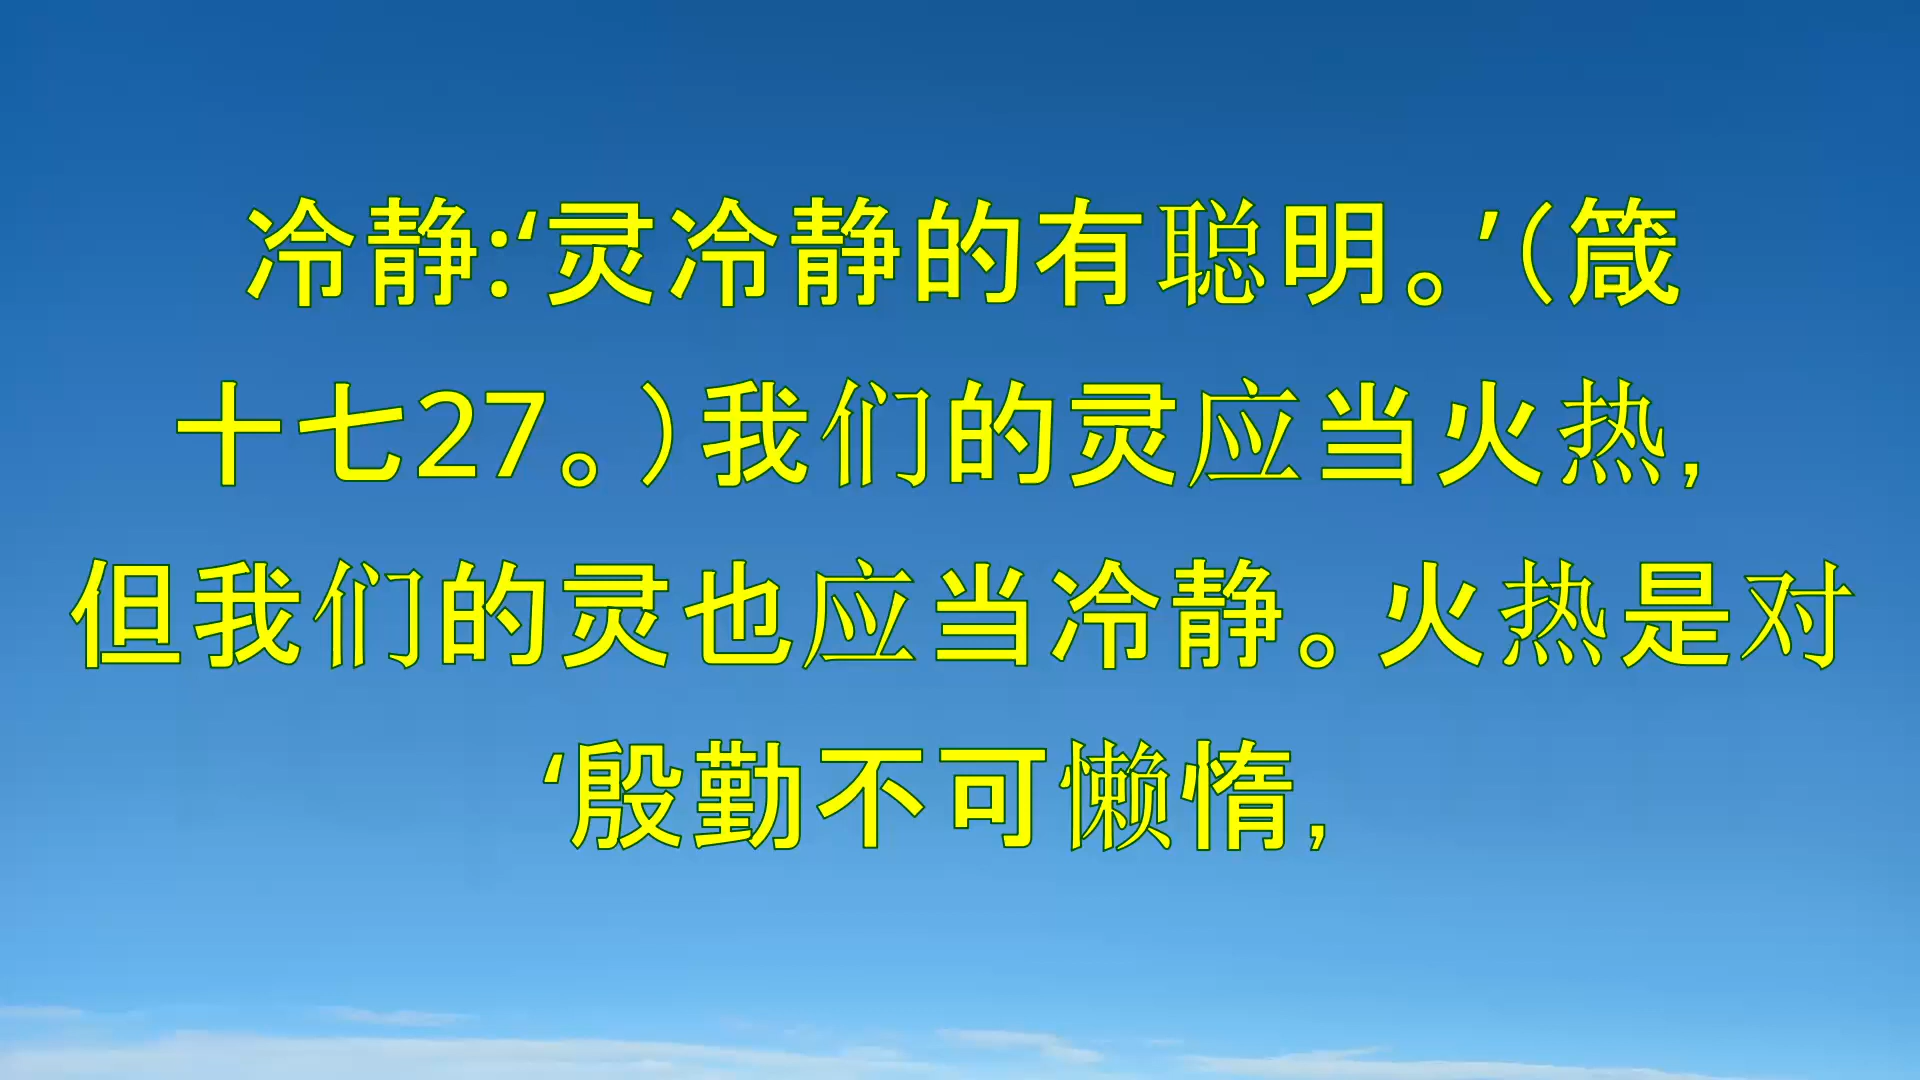 冷静:‘灵冷静的有聪明。’(箴
十七27。)我们的灵应当火热,
但我们的灵也应当冷静。火热是对
‘殷勤不可懒惰,